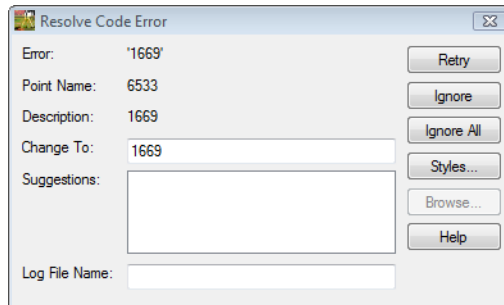 Resolve Code Error
Error: '1669' Retry
Point Name: 6533 Ignore
Description: 1669 Ignore All
Change To: 1669 Styles...
Suggestions: Browse...
Help
Log File Name: